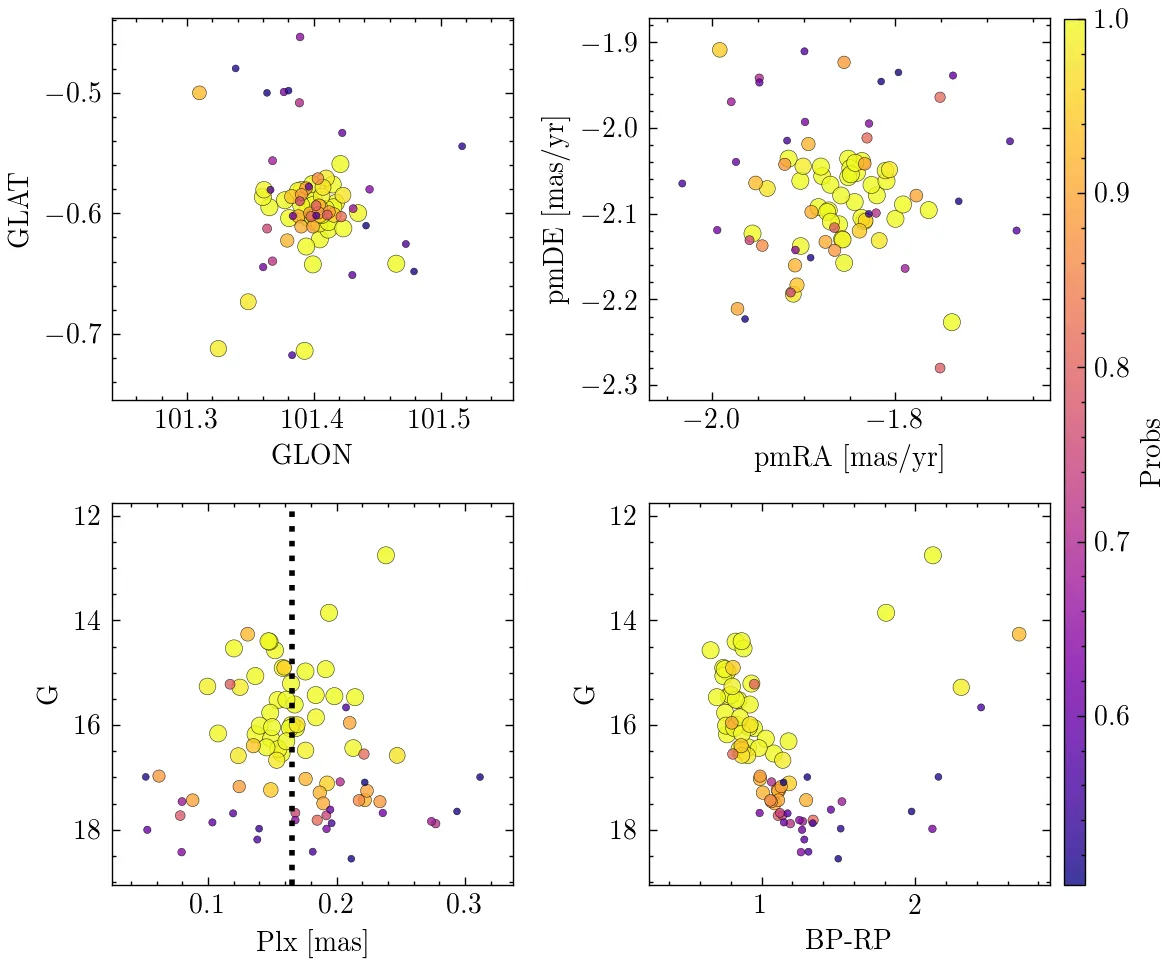 −0.5
−0.6
−0.7
GLAT
101.3 101.4 101.5
GLON
−1.9
−2.0
−2.1
−2.2
−2.3
pmDE [mas/yr]
−2.0 −1.8
pmRA [mas/yr]
12
14
16
18
G
0.1 0.2 0.3
Plx [mas]
12
14
16
18
G
1 2
BP-RP
1.0
0.9
0.8
0.7
0.6
Probs